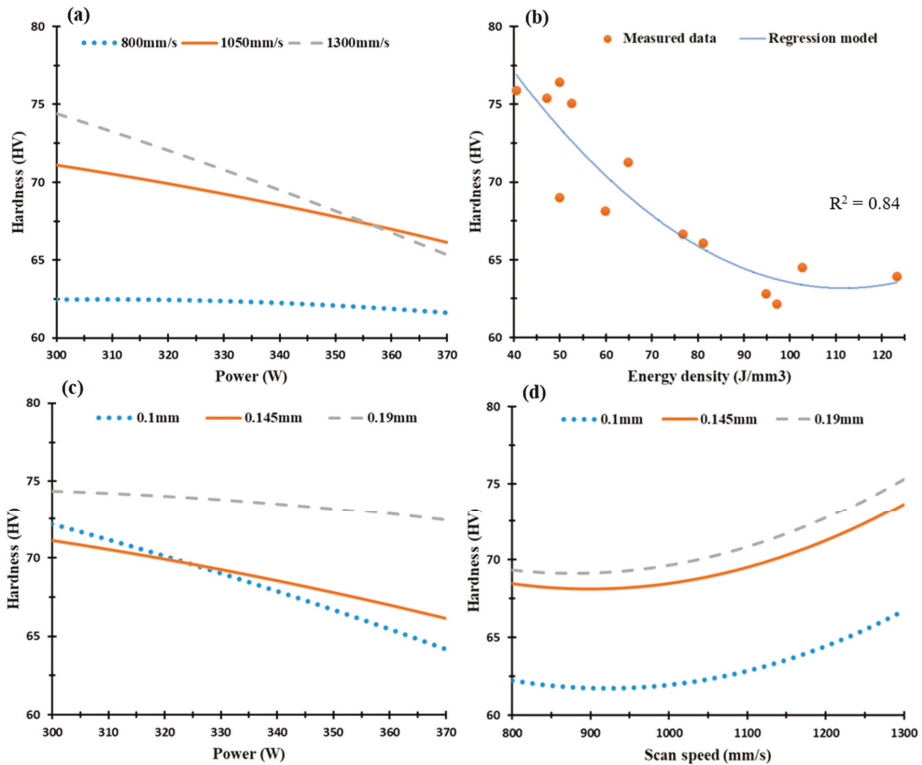 (a)
80
75
70
65
60
Hardness (HV)
800mm/s 1050mm/s 1300mm/s
300 310 320 330 340 350 360 370
Power (W)
(b)
80
75
70
65
60
Hardness (HV)
Measured data Regression model
R² = 0.84
40 50 60 70 80 90 100 110 120
Energy density (J/mm3)
(c)
80
75
70
65
60
Hardness (HV)
0.1mm 0.145mm 0.19mm
300 310 320 330 340 350 360 370
Power (W)
(d)
80
75
70
65
60
Hardness (HV)
0.1mm 0.145mm 0.19mm
800 900 1000 1100 1200 1300
Scan speed (mm/s)